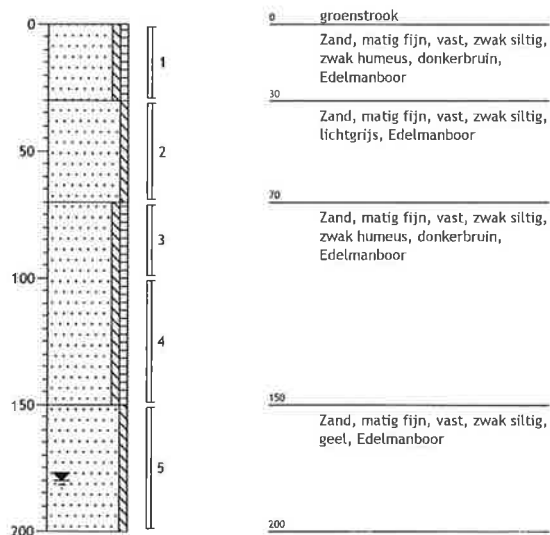 0
50
100
150
200
1
2
3
4
5
0
groenstrook
Zand, matig fijn, vast, zwak siltig,
zwak humeus, donkerbruin,
Edelmanboor
30
Zand, matig fijn, vast, zwak siltig,
lichtgrijs, Edelmanboor
70
Zand, matig fijn, vast, zwak siltig,
zwak humeus, donkerbruin,
Edelmanboor
150
Zand, matig fijn, vast, zwak siltig,
geel, Edelmanboor
200